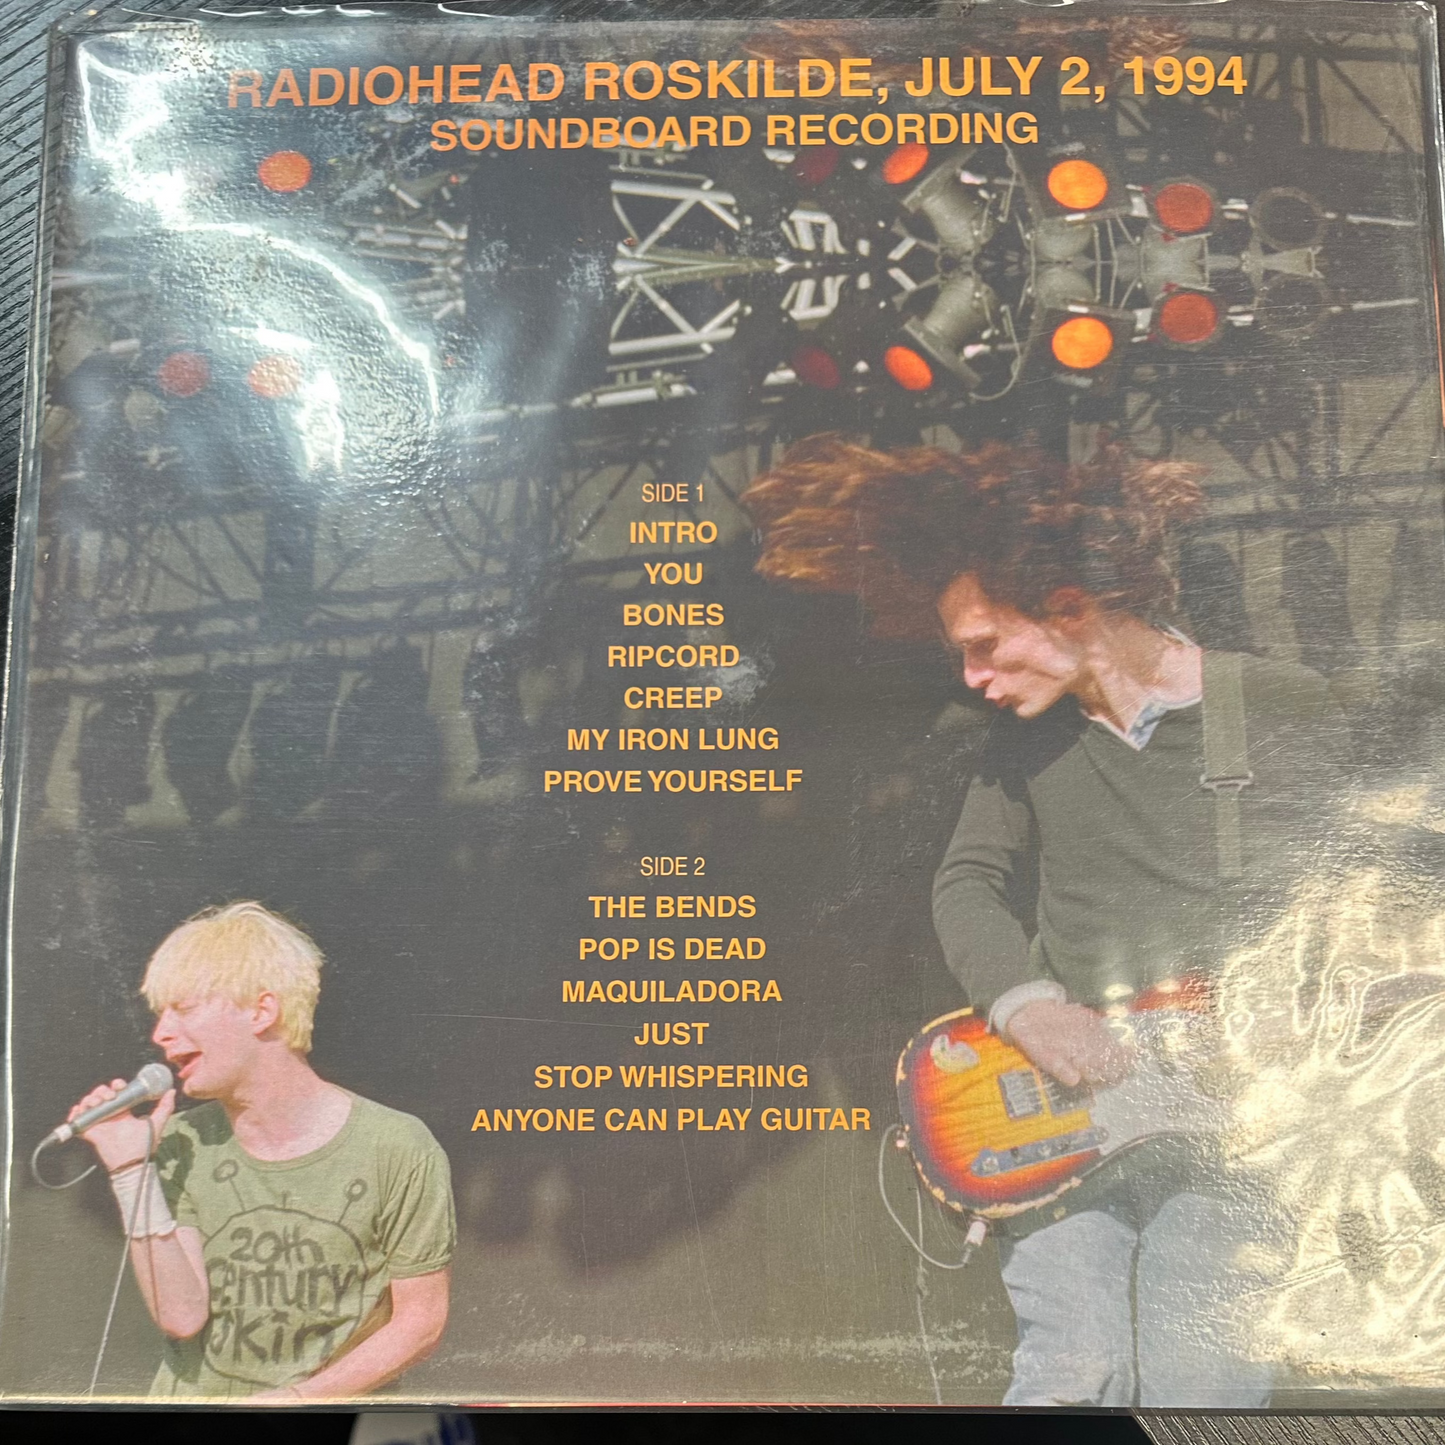 RADIOHEAD ROSKILDE, JULY 2, 1994
SOUNDBOARD RECORDING
SIDE 1
INTRO
YOU
BONES
RIPCORD
CREEP
MY IRON LUNG
PROVE YOURSELF
SIDE 2
THE BENDS
POP IS DEAD
MAQUILADORA
JUST
STOP WHISPERING
ANYONE CAN PLAY GUITAR
20th
Century
skin